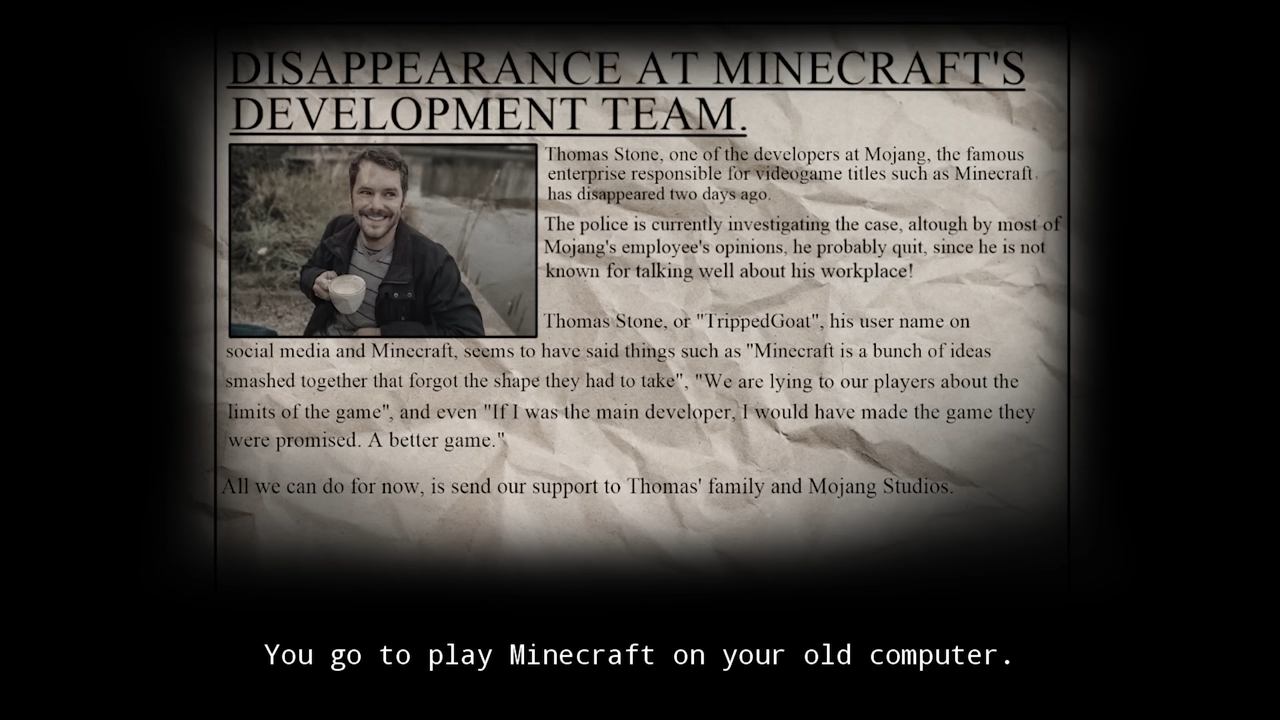 DISAPPEARANCE AT MINECRAFT'S
DEVELOPMENT TEAM.
Thomas Stone, one of the developers at Mojang, the famous
enterprise responsible for videogame titles such as Minecraft,
has disappeared two days ago.
The police is currently investigating the case, altough by most of
Mojang's employee's opinions, he probably quit, since he is not
known for talking well about his workplace!
Thomas Stone, or "TrippedGoat", his user name on
social media and Minecraft, seems to have said things such as "Minecraft is a bunch of ideas
smashed together that forgot the shape they had to take", "We are lying to our players about the
limits of the game", and even "If I was the main developer, I would have made the game they
were promised. A better game."
All we can do for now, is send our support to Thomas' family and Mojang Studios.
You go to play Minecraft on your old computer.